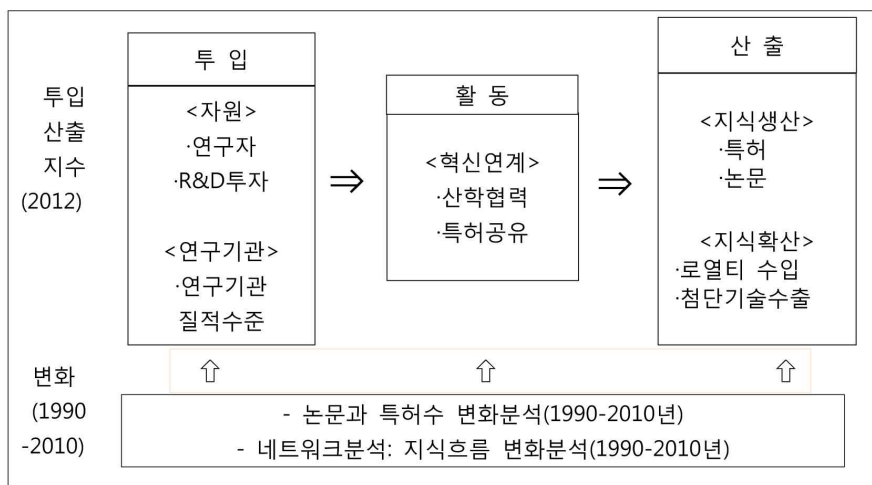 투입
산출
지수
(2012)
투 입
<자원>
·연구자
·R&D투자
<연구기관>
·연구기관
질적수준
⇒
활 동
<혁신연계>
·산학협력
·특허공유
⇒
산 출
<지식생산>
·특허
·논문
<지식확산>
·로열티 수입
·첨단기술수출
변화
(1990
-2010)
⇧ ⇧ ⇧
- 논문과 특허수 변화분석(1990-2010년)
- 네트워크분석: 지식흐름 변화분석(1990-2010년)